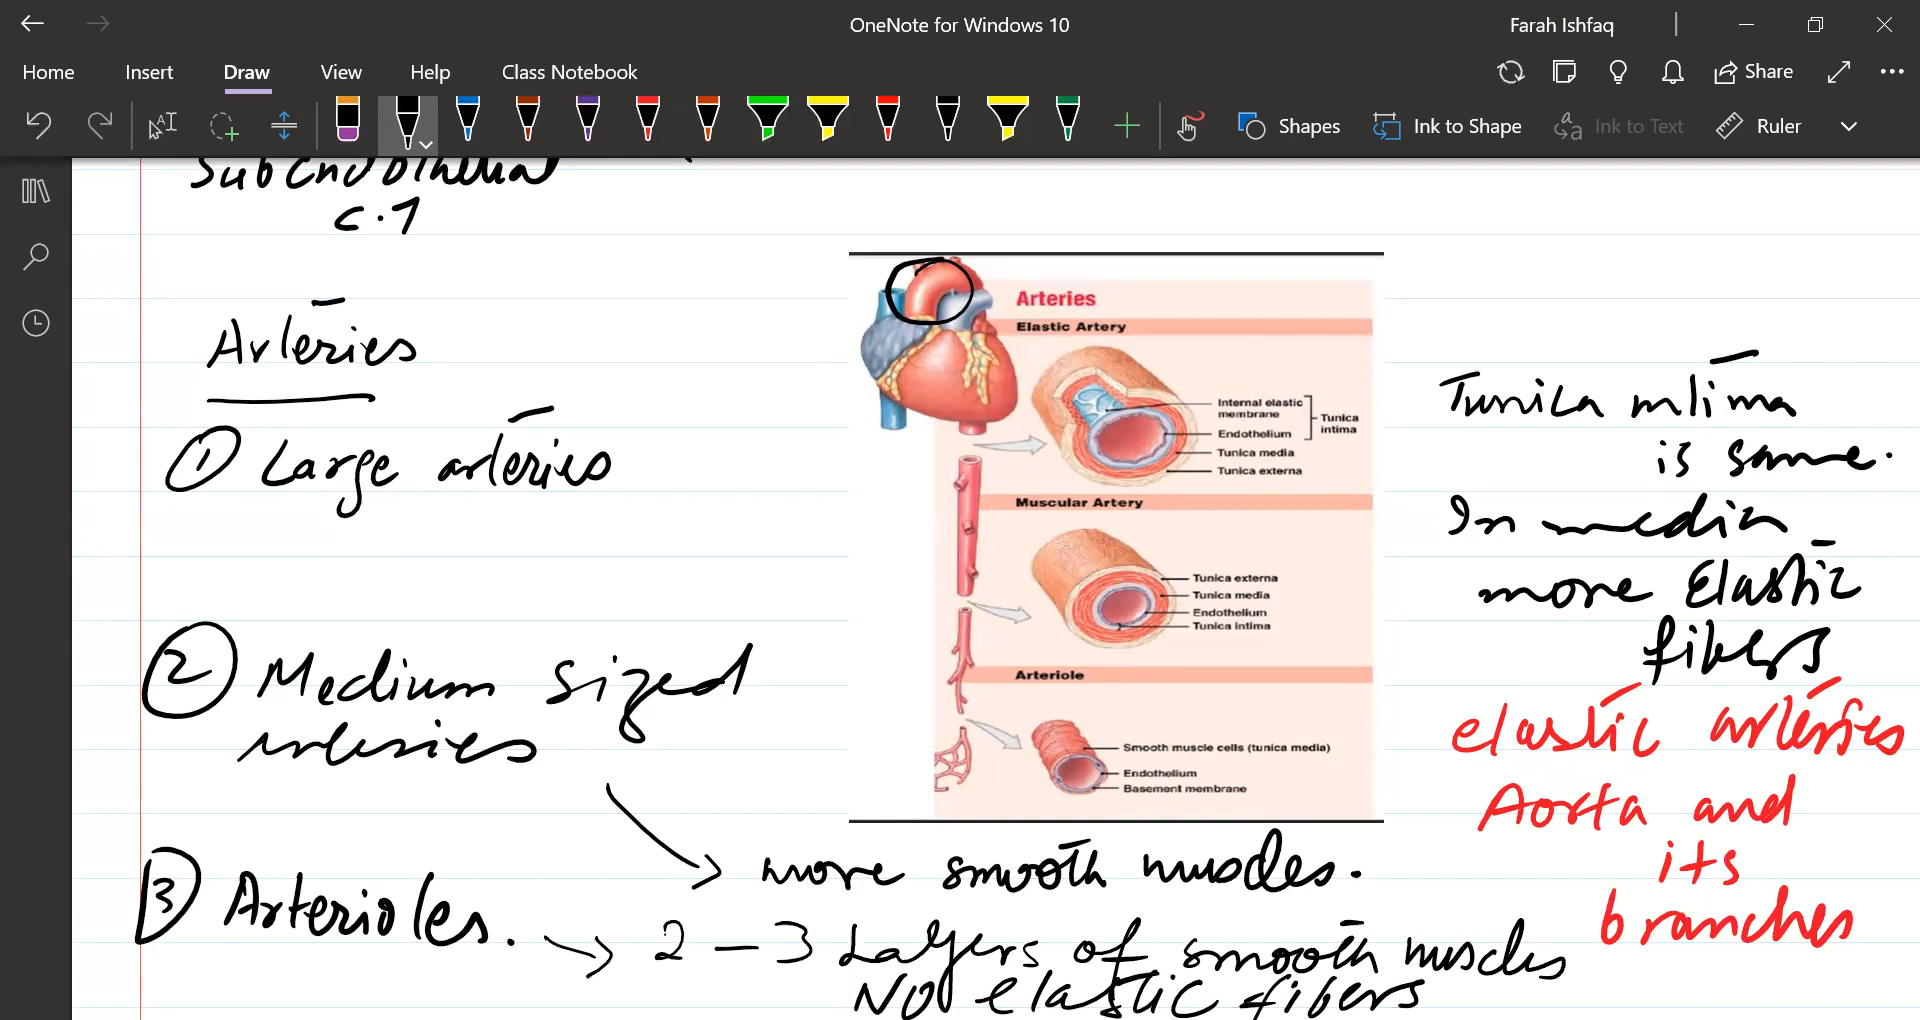 OneNote for Windows 10
Farah Ishfaq
Home Insert Draw View Help Class Notebook
Share
Shapes Ink to Shape Ink to Text Ruler
Subendothelial
C.T
Arteries
① Large arteries
② Medium sized
arteries
③ Arterioles.
→ more smooth muscles.
→ 2 - 3 Layers of smooth muscles
NO elastic fibers
Arteries
Elastic Artery
Internal elastic
membrane
Endothelium
Tunica
intima
Tunica media
Tunica externa
Muscular Artery
Tunica externa
Tunica media
Endothelium
Tunica intima
Arteriole
Smooth muscle cells (tunica media)
Endothelium
Basement membrane
Tunica intima
is same.
In media
more Elastic
fibers
elastic arteries
Aorta and
its
branches